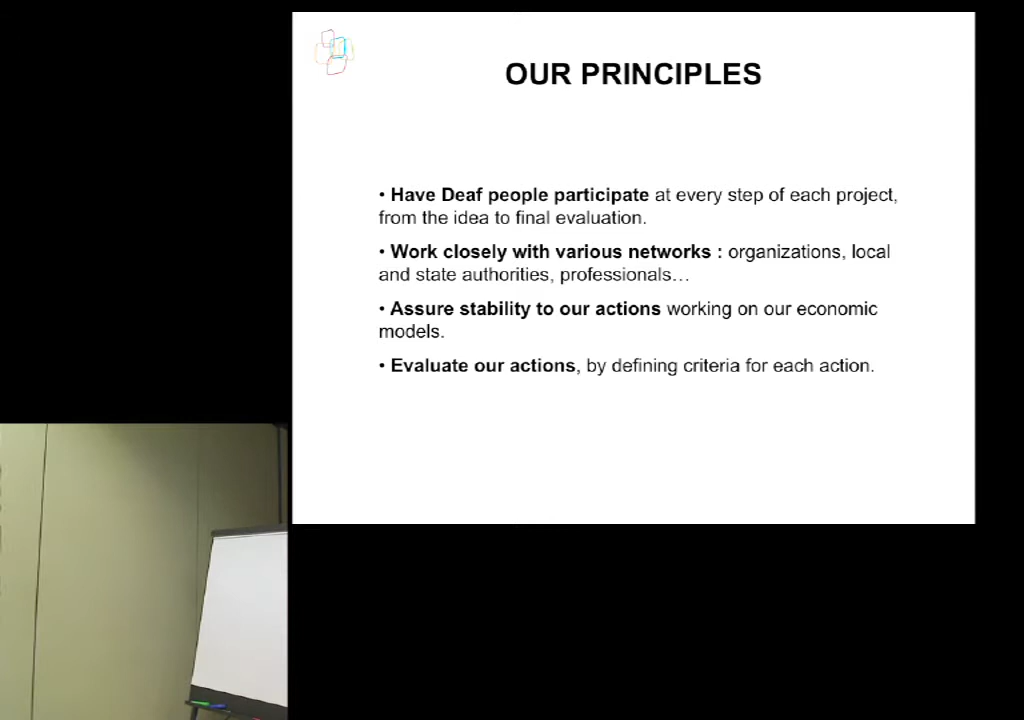 OUR PRINCIPLES
• Have Deaf people participate at every step of each project,
from the idea to final evaluation.
• Work closely with various networks : organizations, local
and state authorities, professionals…
• Assure stability to our actions working on our economic
models.
• Evaluate our actions, by defining criteria for each action.